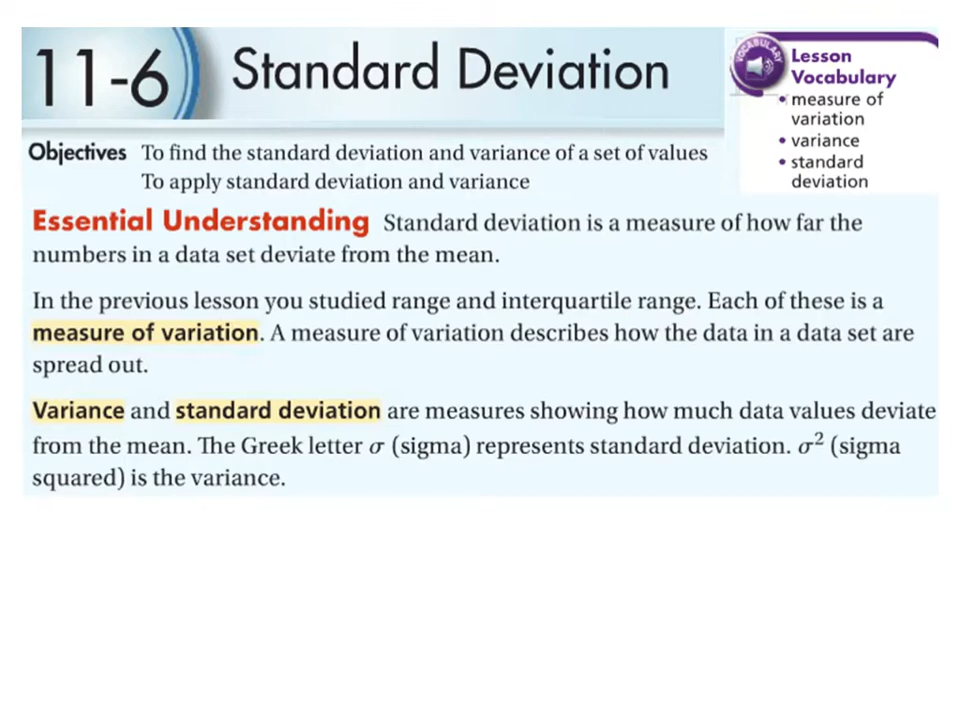 11-6 Standard Deviation
Lesson
Vocabulary
• measure of
variation
• variance
• standard
deviation
VOCABULARY
Objectives To find the standard deviation and variance of a set of values
To apply standard deviation and variance
Essential Understanding Standard deviation is a measure of how far the
numbers in a data set deviate from the mean.
In the previous lesson you studied range and interquartile range. Each of these is a
measure of variation. A measure of variation describes how the data in a data set are
spread out.
Variance and standard deviation are measures showing how much data values deviate
from the mean. The Greek letter σ (sigma) represents standard deviation. σ² (sigma
squared) is the variance.